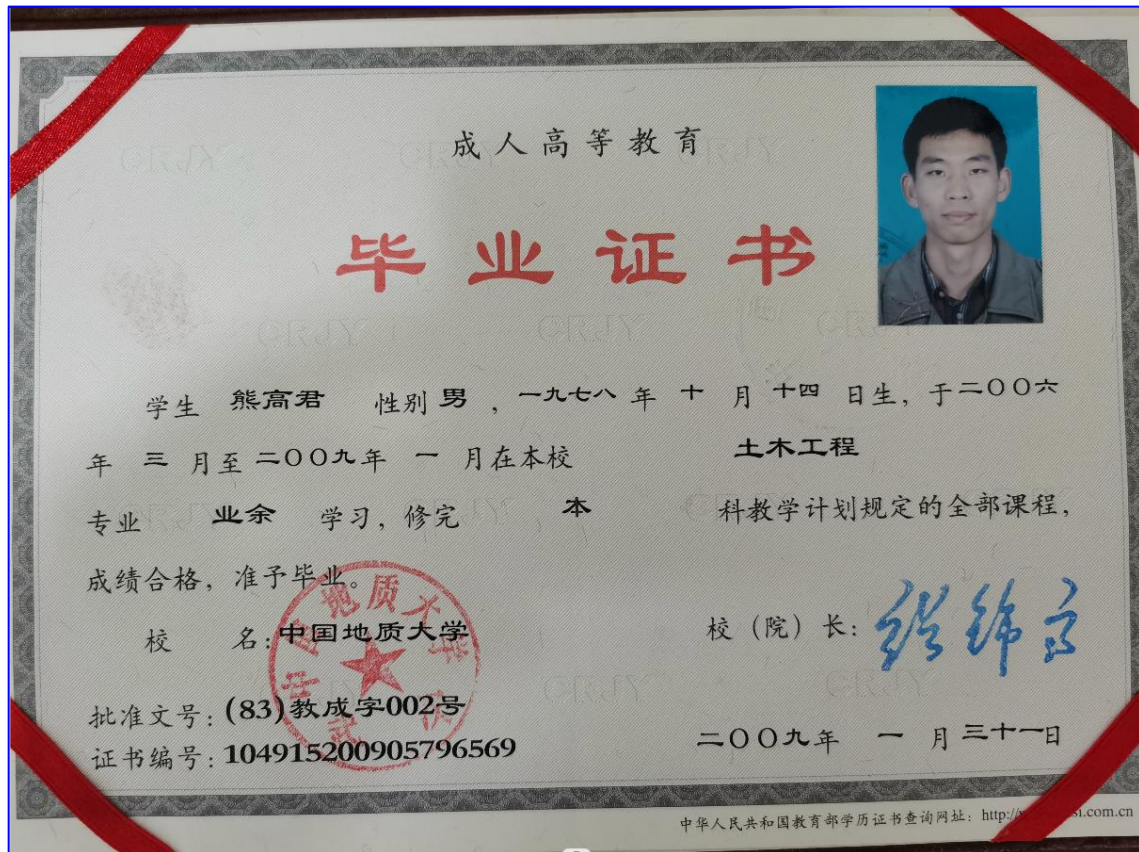 成人高等教育
毕业证书
学生 熊高君 性别 男 ，一九七八 年 十 月 十四 日生，于二〇〇六
年 三 月至 二〇〇九年 一 月在本校 土木工程
专业 业余 学习，修完 本 科教学计划规定的全部课程，
成绩合格，准予毕业。
校 名：中国地质大学
校（院）长：
批准文号：(83)教成字002号
证书编号：104915200905796569
二〇〇九年 一 月 三十一日
中华人民共和国教育部学历证书查询网址：http://
si.com.cn